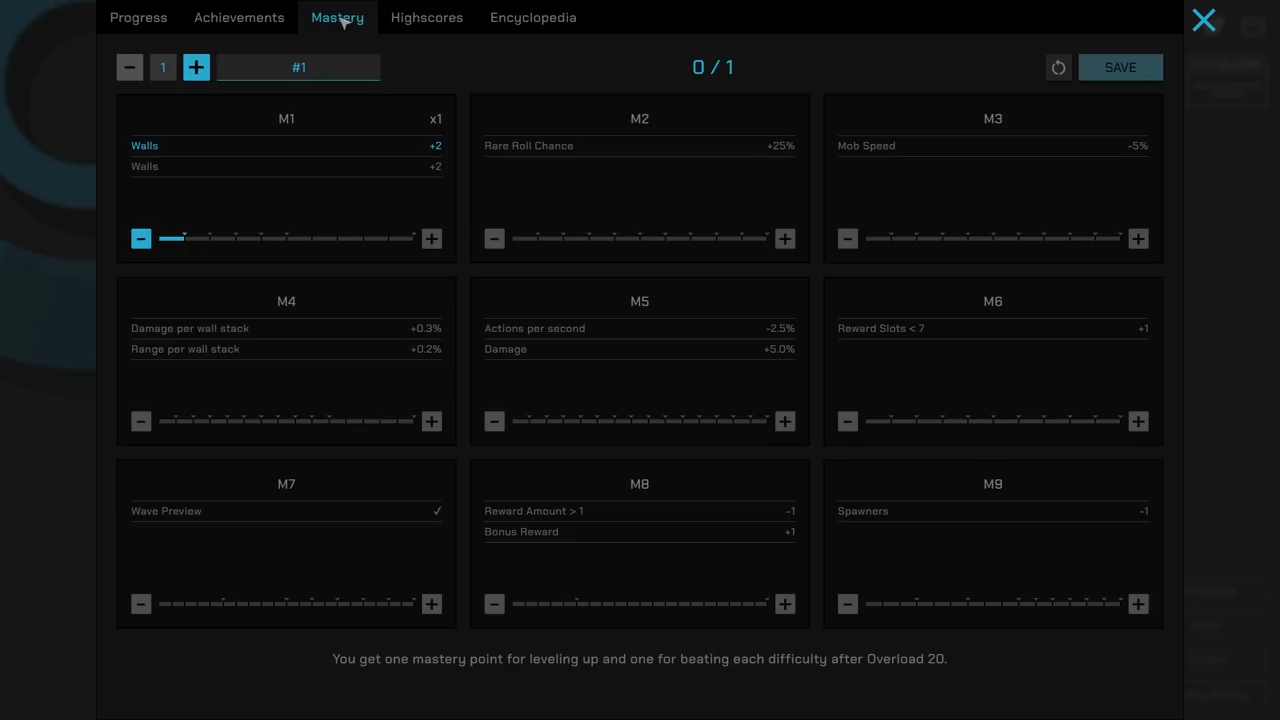 Progress Achievements Mastery Highscores Encyclopedia
1 #1 0 / 1 SAVE
M1 x1
Walls +2
Walls +2
M2
Rare Roll Chance +25%
M3
Mob Speed -5%
M4
Damage per wall stack +0.3%
Range per wall stack +0.2%
M5
Actions per second -2.5%
Damage +5.0%
M6
Reward Slots < 7 +1
M7
Wave Preview ✓
M8
Reward Amount > 1 -1
Bonus Reward +1
M9
Spawners -1
You get one mastery point for leveling up and one for beating each difficulty after Overload 20.